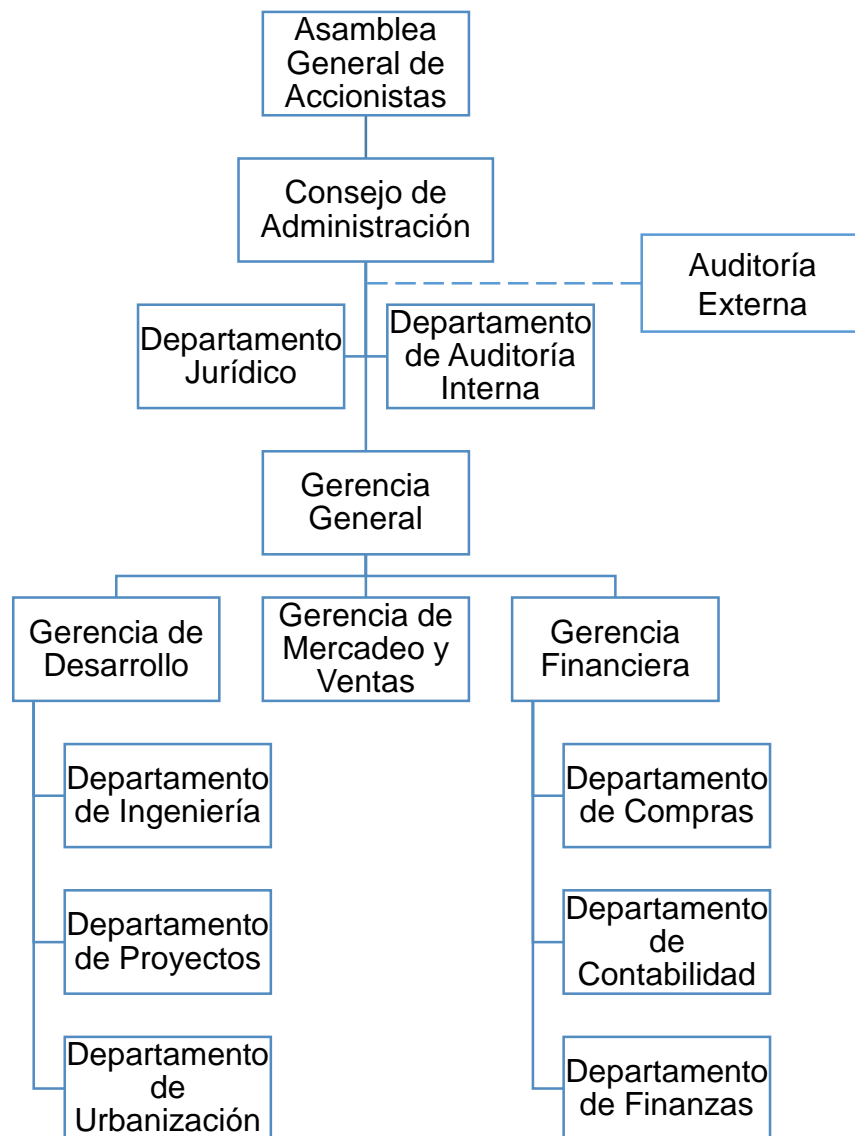 Asamblea
General de
Accionistas
Consejo de
Administración
Auditoría
Externa
Departamento
Jurídico
Departamento
de Auditoría
Interna
Gerencia
General
Gerencia de
Desarrollo
Gerencia de
Mercadeo y
Ventas
Gerencia
Financiera
Departamento
de Ingeniería
Departamento
de Proyectos
Departamento
de
Urbanización
Departamento
de Compras
Departamento
de
Contabilidad
Departamento
de Finanzas